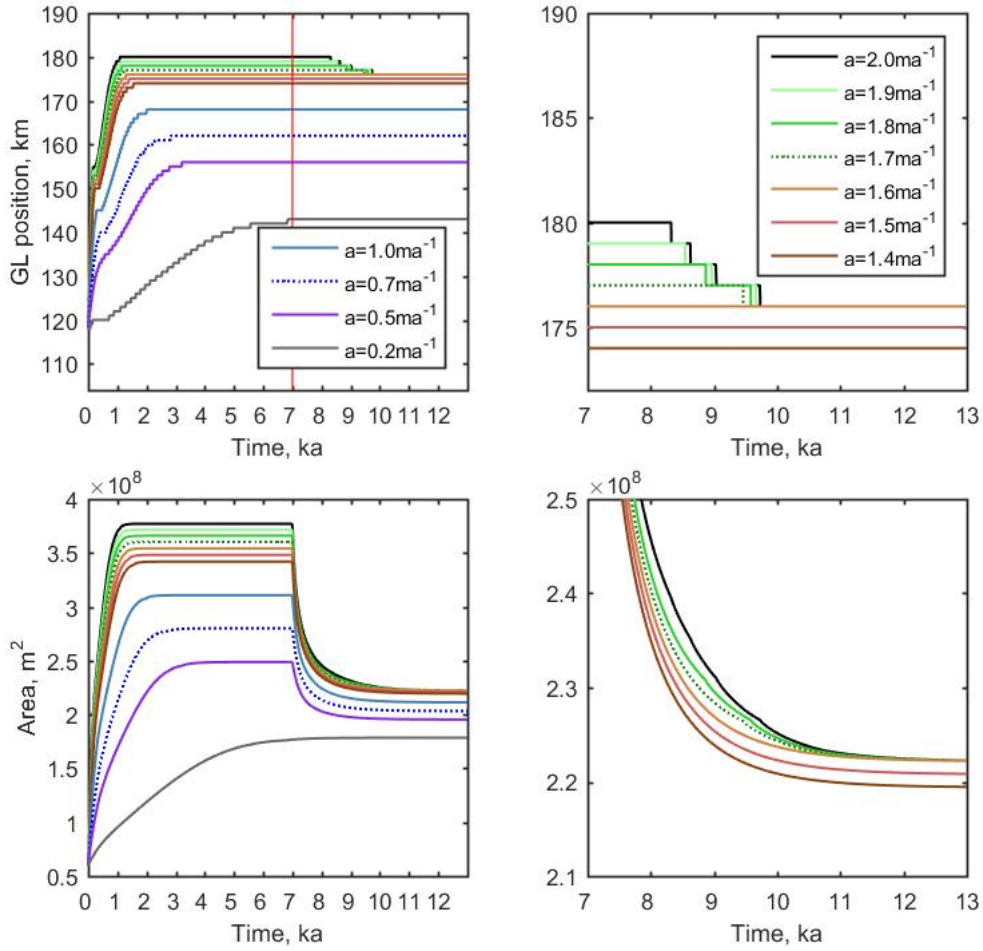 190
180
170
160
150
140
130
120
110
GL position, km
0 1 2 3 4 5 6 7 8 9 10 11 12
Time, ka
a=1.0ma⁻¹
a=0.7ma⁻¹
a=0.5ma⁻¹
a=0.2ma⁻¹
190
185
180
175
7 8 9 10 11 12 13
Time, ka
a=2.0ma⁻¹
a=1.9ma⁻¹
a=1.8ma⁻¹
a=1.7ma⁻¹
a=1.6ma⁻¹
a=1.5ma⁻¹
a=1.4ma⁻¹
×10⁸
4
3.5
3
2.5
2
1.5
1
0.5
Area, m²
0 1 2 3 4 5 6 7 8 9 10 11 12
Time, ka
×10⁸
2.5
2.4
2.3
2.2
2.1
7 8 9 10 11 12 13
Time, ka